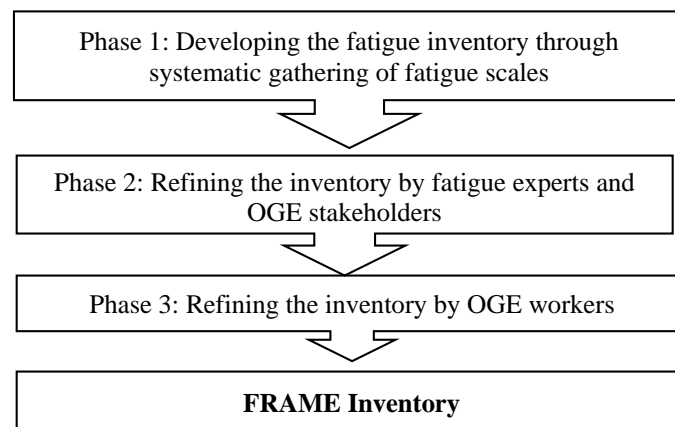 Phase 1: Developing the fatigue inventory through
systematic gathering of fatigue scales
Phase 2: Refining the inventory by fatigue experts and
OGE stakeholders
Phase 3: Refining the inventory by OGE workers
FRAME Inventory